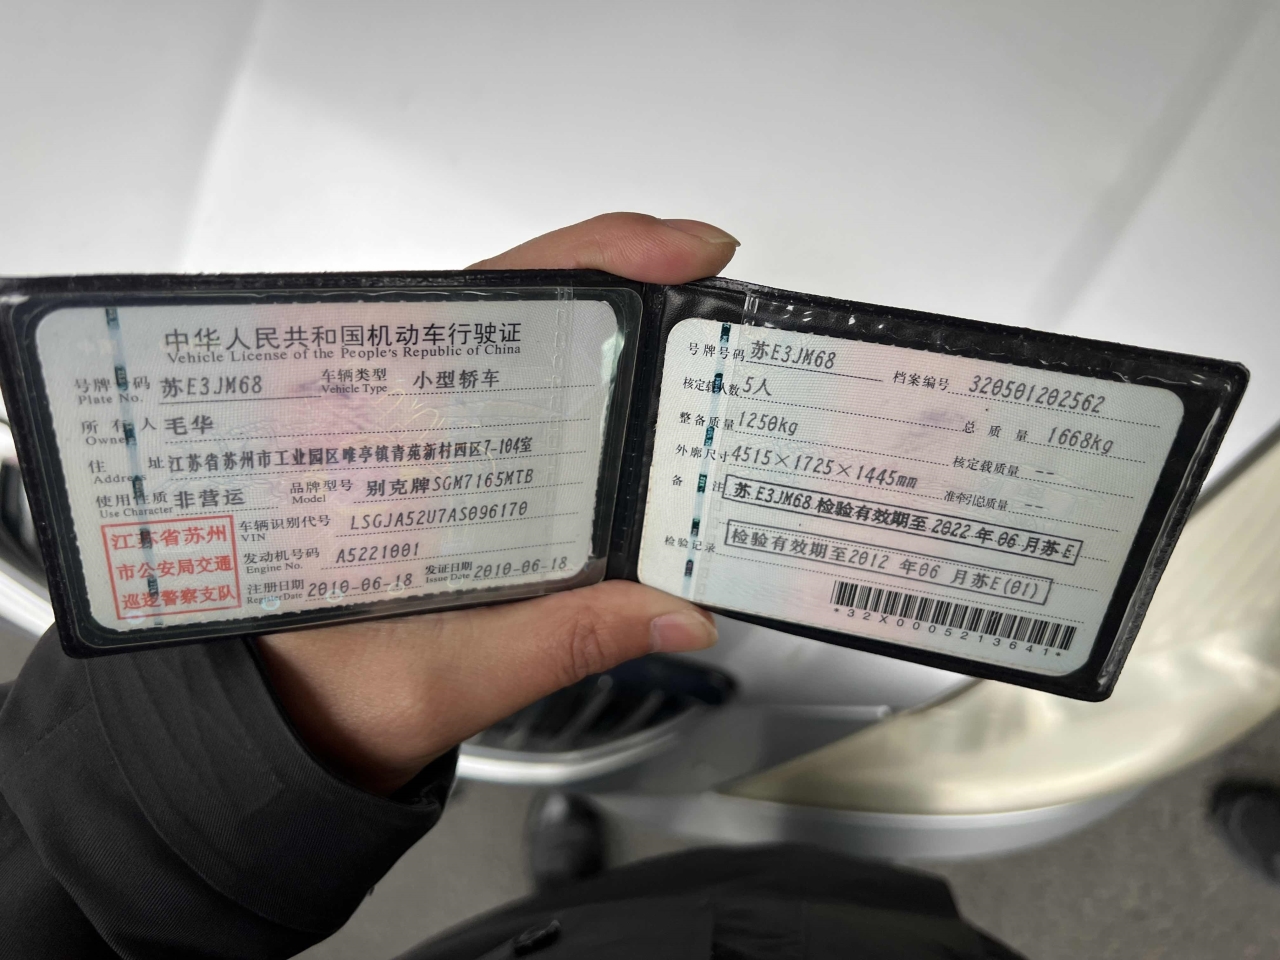 中华人民共和国机动车行驶证
Vehicle License of the People's Republic of China
号牌号码 苏E3JM68 车辆类型 小型轿车
Plate No. Vehicle Type
所有人 毛华
Owner
住址 江苏省苏州市工业园区唯亭镇青苑新村四区7-104室
Address
使用性质 非营运 品牌型号 别克牌SGM7165MTB
Use Character Model
江苏省苏州
市公安局交通
巡逻警察支队
车辆识别代号 LSGJA52U7AS096170
VIN
发动机号码 A5221001
Engine No.
注册日期 2010-06-18 发证日期 2010-06-18
Register Date Issue Date
号牌号码 苏E3JM68 档案编号 320501202562
核定载人数 5人 总质量 1668kg
整备质量 1250kg 核定载质量 --
外廓尺寸 4515×1725×1445mm 准牵引总质量 --
备注 苏E3JM68检验有效期至2022年06月苏E
检验记录 检验有效期至2012年06月苏E(01)
*32X0005213641*